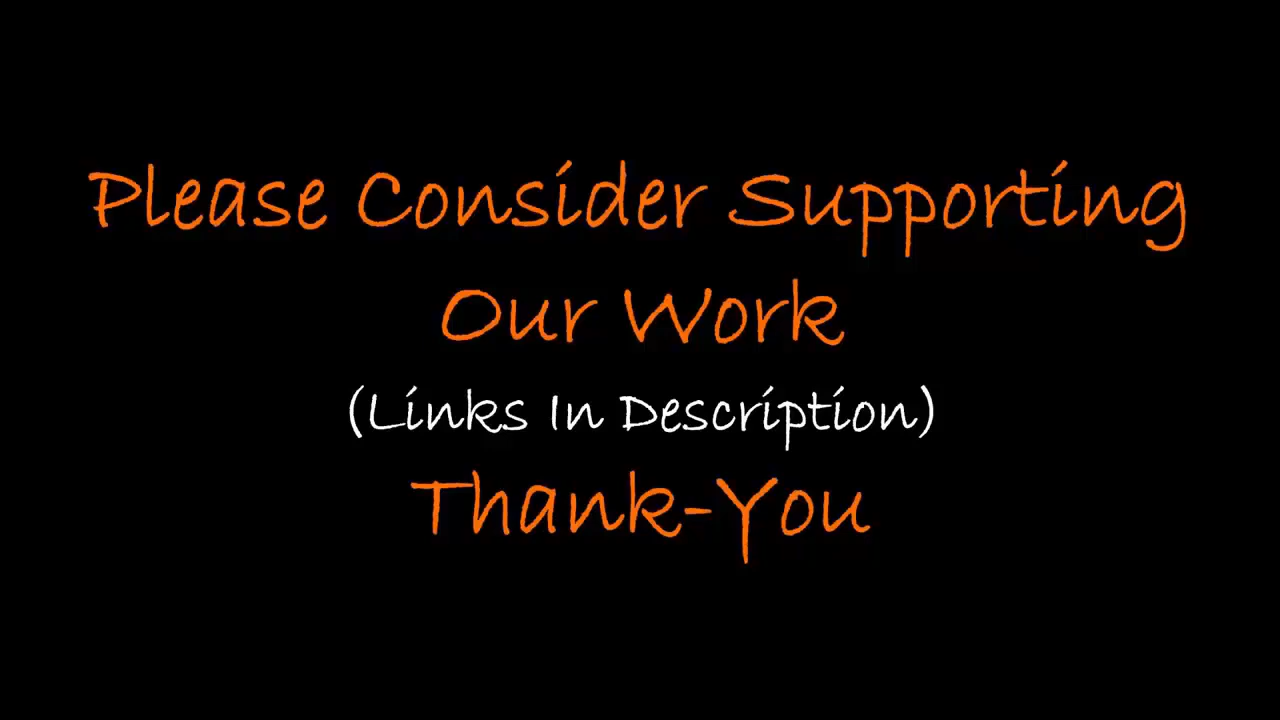 Please Consider Supporting
Our Work
(Links In Description)
Thank-You